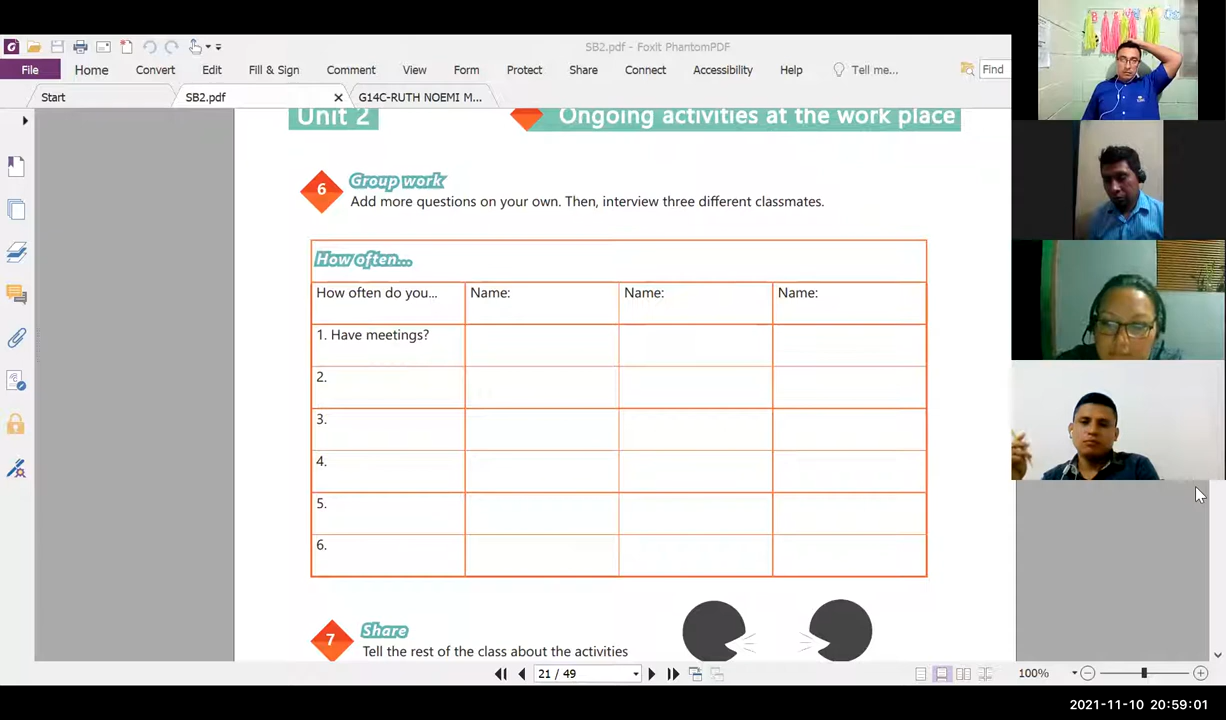 SB2.pdf - Foxit PhantomPDF
File Home Convert Edit Fill & Sign Comment View Form Protect Share Connect Accessibility Help Tell me... Find
Start SB2.pdf G14C-RUTH NOEMI M...
Unit 2 Ongoing activities at the work place
6 Group work
Add more questions on your own. Then, interview three different classmates.
How often...
How often do you... Name: Name: Name:
1. Have meetings?
2.
3.
4.
5.
6.
7 Share
Tell the rest of the class about the activities
21 / 49 100%
2021-11-10 20:59:01